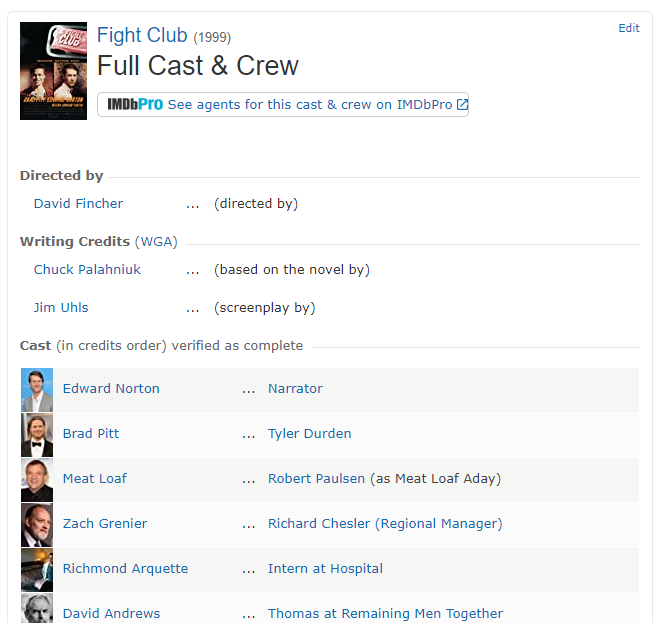 Fight Club (1999)
Edit
Full Cast & Crew
IMDbPro See agents for this cast & crew on IMDbPro
Directed by
David Fincher ... (directed by)
Writing Credits (WGA)
Chuck Palahniuk ... (based on the novel by)
Jim Uhls ... (screenplay by)
Cast (in credits order) verified as complete
Edward Norton ... Narrator
Brad Pitt ... Tyler Durden
Meat Loaf ... Robert Paulsen (as Meat Loaf Aday)
Zach Grenier ... Richard Chesler (Regional Manager)
Richmond Arquette ... Intern at Hospital
David Andrews ... Thomas at Remaining Men Together